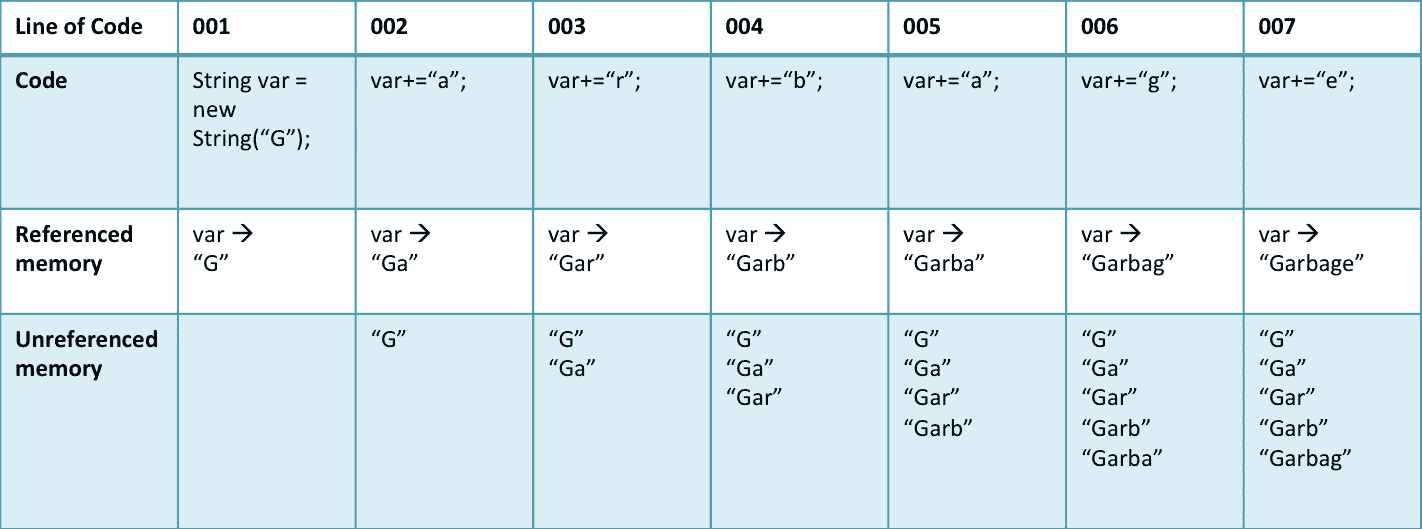 Line of Code 001 002 003 004 005 006 007
Code String var = var+=“a”; var+=“r”; var+=“b”; var+=“a”; var+=“g”; var+=“e”;
new
String(“G”);
Referenced var → var → var → var → var → var → var →
memory “G” “Ga” “Gar” “Garb” “Garba” “Garbag” “Garbage”
Unreferenced “G” “G” “G” “G” “G” “G”
memory “Ga” “Ga” “Ga” “Ga” “Ga”
“Gar” “Gar” “Gar” “Gar”
“Garb” “Garb” “Garb”
“Garba” “Garbag”